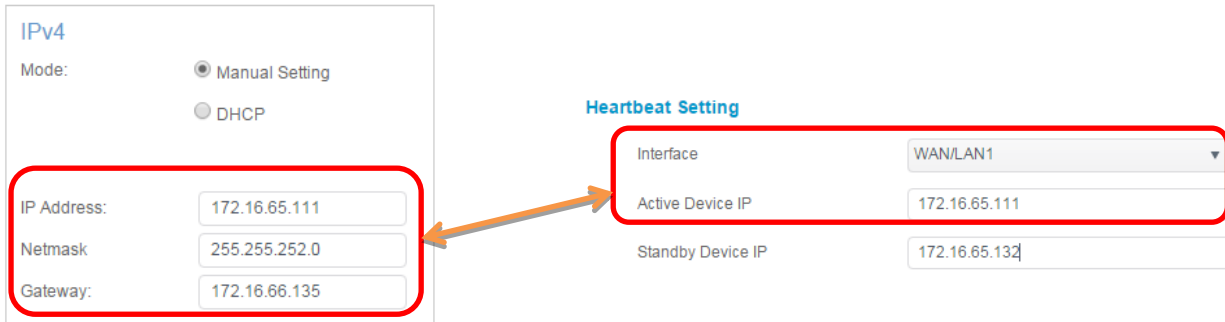 IPv4
Mode:
Manual Setting
DHCP
IP Address:
172.16.65.111
Netmask
255.255.252.0
Gateway:
172.16.66.135
Heartbeat Setting
Interface
WAN/LAN1
Active Device IP
172.16.65.111
Standby Device IP
172.16.65.132